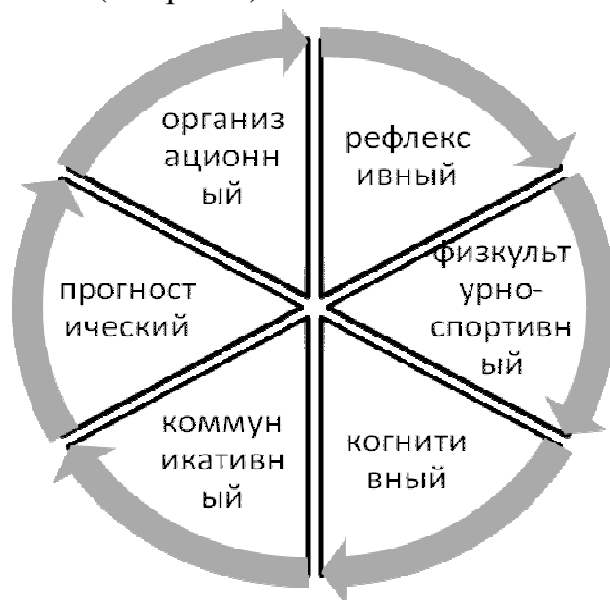 организ
ационн
ый
рефлекс
ивный
физкульт
урно-
спортивн
ый
когнити
вный
коммун
икативн
ый
прогност
ический